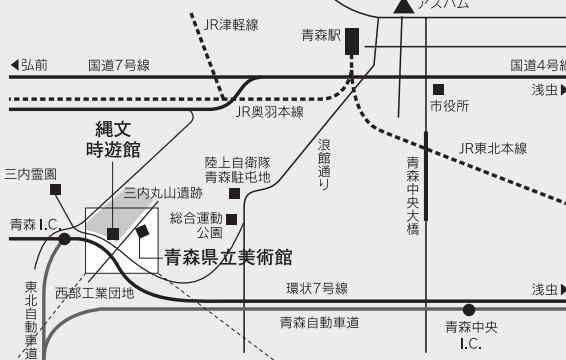 アスパム
JR津軽線
青森駅
弘前
国道7号線
国道4号線
浅虫
市役所
JR奥羽本線
縄文
時遊館
浪館通り
JR東北本線
陸上自衛隊
青森駐屯地
青森中央大橋
三内霊園
三内丸山遺跡
総合運動
公園
青森I.C.
青森県立美術館
東北自動車道
西部工業団地
環状7号線
浅虫
青森自動車道
青森中央
I.C.